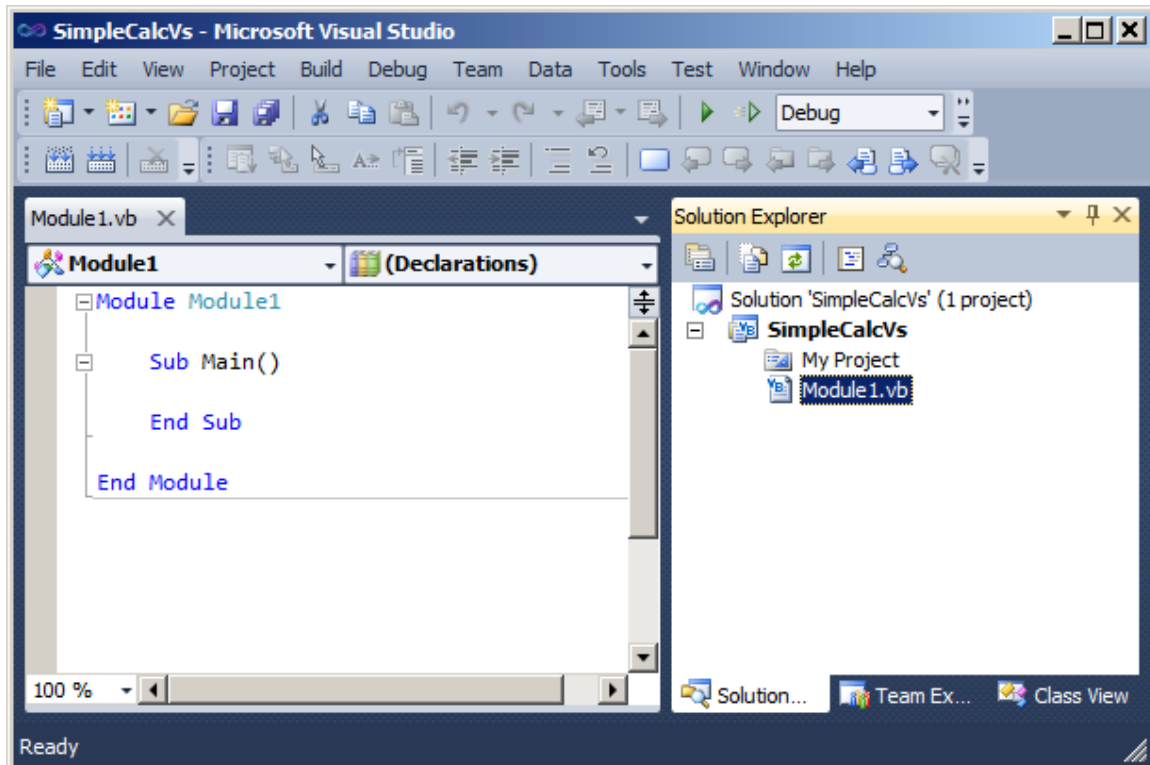 SimpleCalcVs - Microsoft Visual Studio
File Edit View Project Build Debug Team Data Tools Test Window Help
Debug
Module1.vb
Module1 (Declarations)
Module Module1
Sub Main()
End Sub
End Module
100 %
Solution Explorer
Solution 'SimpleCalcVs' (1 project)
SimpleCalcVs
My Project
Module1.vb
Solution... Team Ex... Class View
Ready